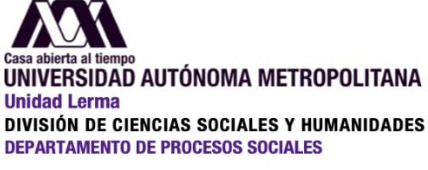 Casa abierta al tiempo
UNIVERSIDAD AUTÓNOMA METROPOLITANA
Unidad Lerma
DIVISIÓN DE CIENCIAS SOCIALES Y HUMANIDADES
DEPARTAMENTO DE PROCESOS SOCIALES